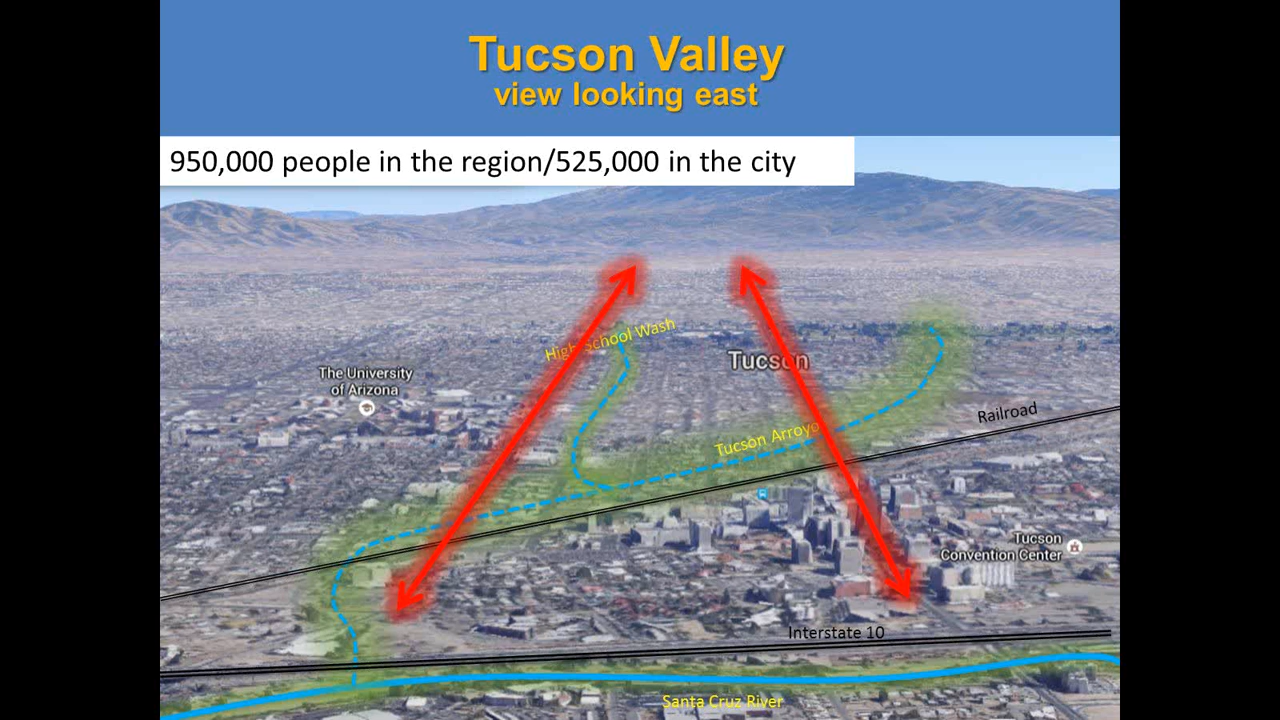 Tucson Valley
view looking east
950,000 people in the region/525,000 in the city
High School Wash
Tucson
The University
of Arizona
Railroad
Tucson Arroyo
Tucson
Convention Center
Interstate 10
Santa Cruz River